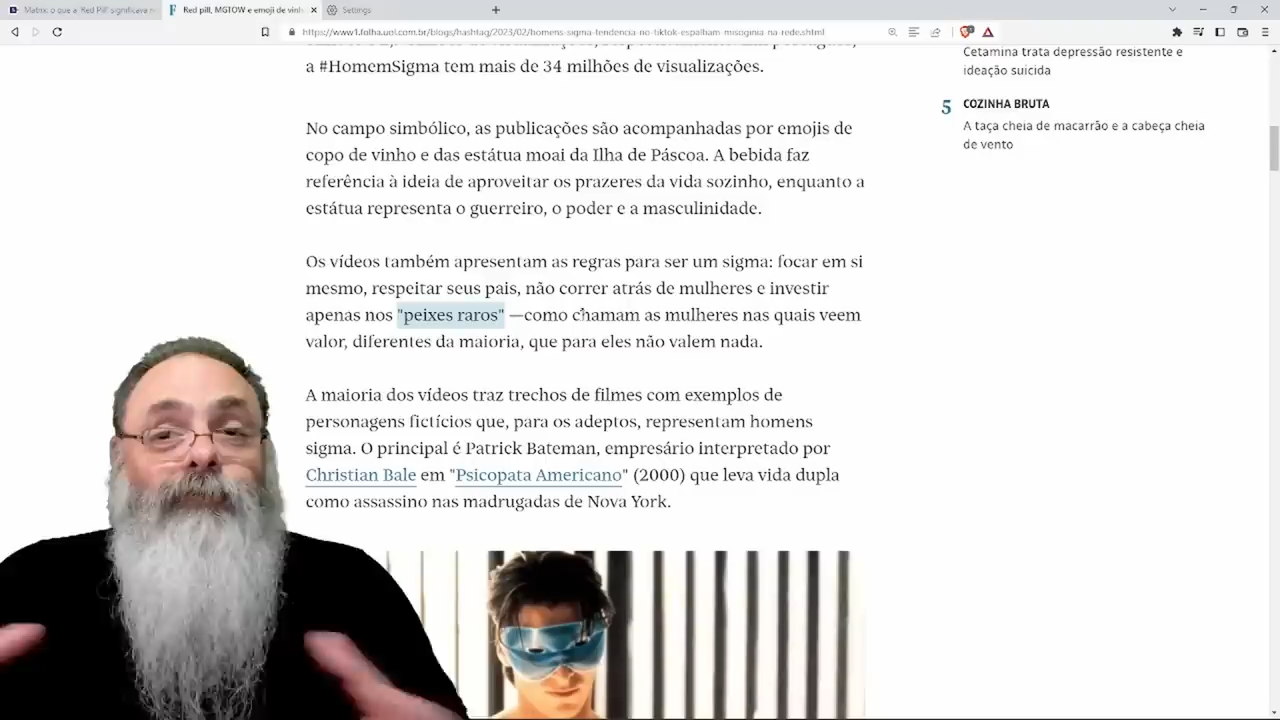 Matrix: o que a 'Red Pill' significava n
Red pill, MGTOW e emoji de vinh
Settings
https://www1.folha.uol.com.br/blogs/hashtag/2023/02/homens-sigma-tendencia-no-tiktok-espalham-misoginia-na-rede.shtml
a #HomemSigma tem mais de 34 milhões de visualizações.
No campo simbólico, as publicações são acompanhadas por emojis de
copo de vinho e das estátua moai da Ilha de Páscoa. A bebida faz
referência à ideia de aproveitar os prazeres da vida sozinho, enquanto a
estátua representa o guerreiro, o poder e a masculinidade.
Os vídeos também apresentam as regras para ser um sigma: focar em si
mesmo, respeitar seus pais, não correr atrás de mulheres e investir
apenas nos "peixes raros" —como chamam as mulheres nas quais veem
valor, diferentes da maioria, que para eles não valem nada.
A maioria dos vídeos traz trechos de filmes com exemplos de
personagens fictícios que, para os adeptos, representam homens
sigma. O principal é Patrick Bateman, empresário interpretado por
Christian Bale em "Psicopata Americano" (2000) que leva vida dupla
como assassino nas madrugadas de Nova York.
Cetamina trata depressão resistente e
ideação suicida
5 COZINHA BRUTA
A taça cheia de macarrão e a cabeça cheia
de vento